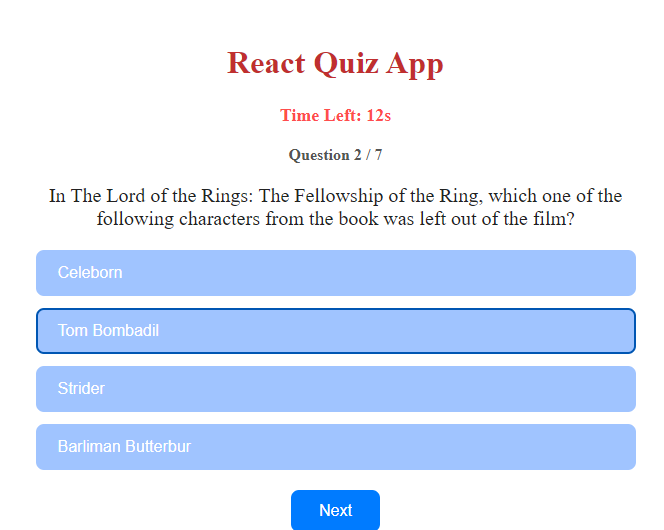 React Quiz App
Time Left: 12s
Question 2 / 7
In The Lord of the Rings: The Fellowship of the Ring, which one of the
following characters from the book was left out of the film?
Celeborn
Tom Bombadil
Strider
Barliman Butterbur
Next